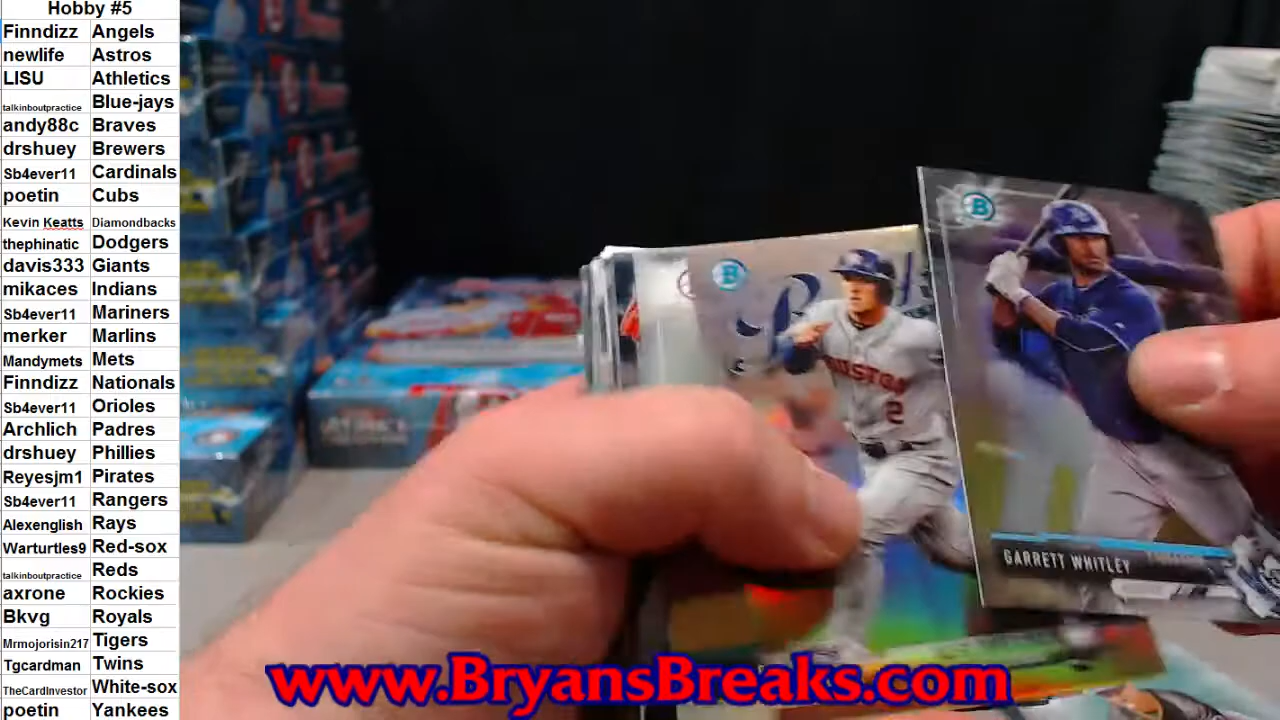 Hobby #5
Finndizz Angels
newlife Astros
LISU Athletics
talkinboutpractice Blue-jays
andy88c Braves
drshuey Brewers
Sb4ever11 Cardinals
poetin Cubs
Kevin Keatts Diamondbacks
thephinatic Dodgers
davis333 Giants
mikaces Indians
Sb4ever11 Mariners
merker Marlins
Mandymets Mets
Finndizz Nationals
Sb4ever11 Orioles
Archlich Padres
drshuey Phillies
Reyesjm1 Pirates
Sb4ever11 Rangers
Alexenglish Rays
Warturtles9 Red-sox
talkinboutpractice Reds
axrone Rockies
Bkvg Royals
Mrmojorisin217 Tigers
Tgcardman Twins
TheCardInvestor White-sox
poetin Yankees
B
B
HOUSTON
2
GARRETT WHITLEY
www.BryansBreaks.com